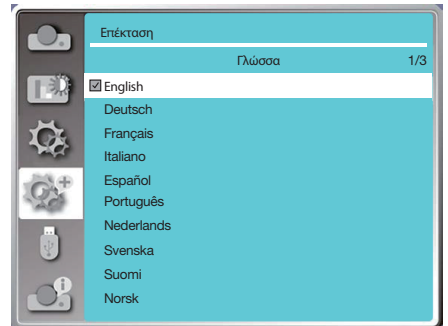 Επέκταση
Γλώσσα 1/3
English
Deutsch
Français
Italiano
Español
Português
Nederlands
Svenska
Suomi
Norsk